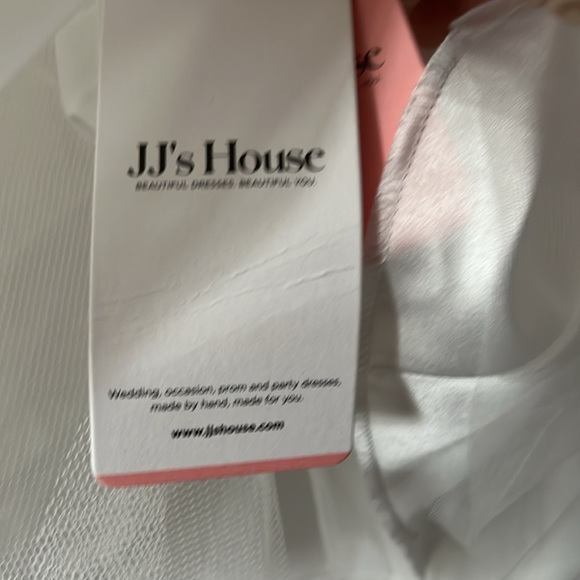 JJ's House
BEAUTIFUL DRESSES. BEAUTIFUL YOU.
Wedding, occasion, prom and party dresses,
made by hand, made for you.
www.jjshouse.com